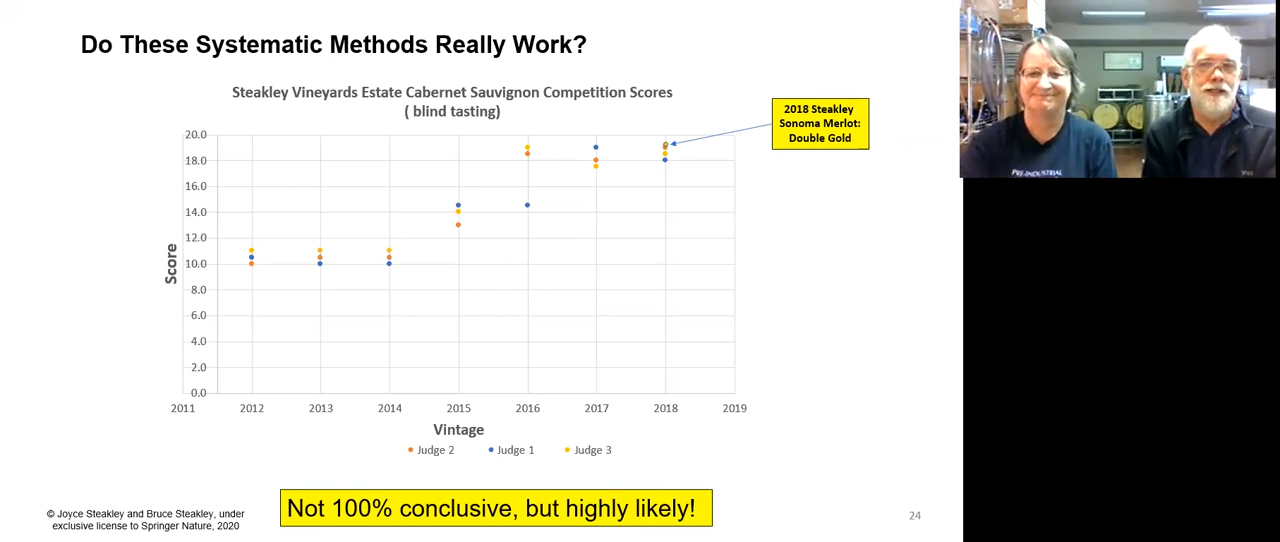 Do These Systematic Methods Really Work?
Steakley Vineyards Estate Cabernet Sauvignon Competition Scores
( blind tasting)
2018 Steakley
Sonoma Merlot:
Double Gold
20.0
18.0
16.0
14.0
12.0
10.0
8.0
6.0
4.0
2.0
0.0
Score
2011 2012 2013 2014 2015 2016 2017 2018 2019
Vintage
Judge 2 Judge 1 Judge 3
Not 100% conclusive, but highly likely!
© Joyce Steakley and Bruce Steakley, under
exclusive license to Springer Nature, 2020
24
PRE-INDUSTRIAL